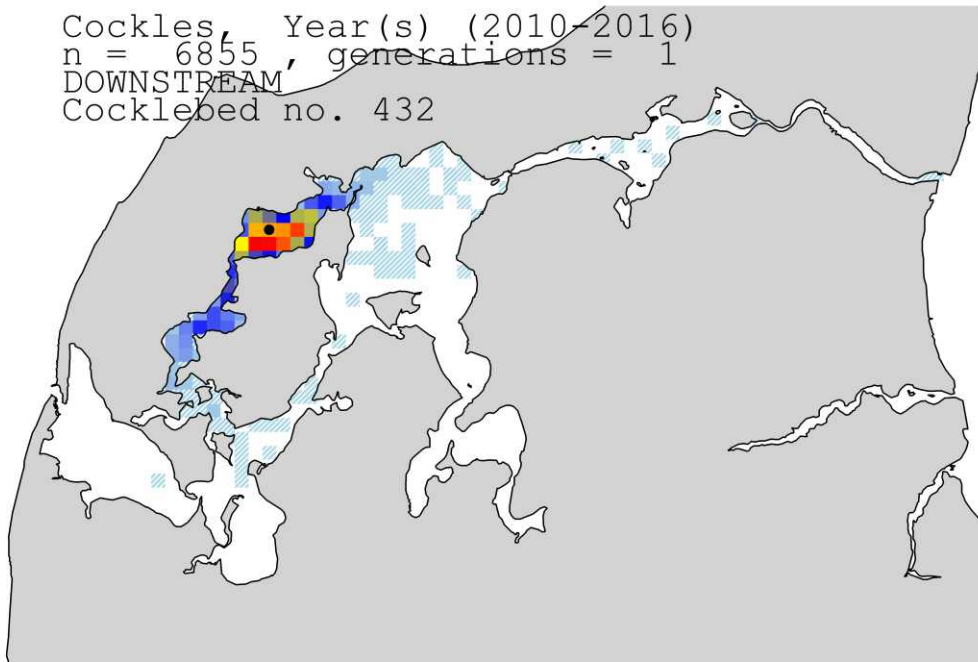 Cockles, Year(s) (2010-2016)
n = 6855 , generations = 1
DOWNSTREAM
Cocklebed no. 432